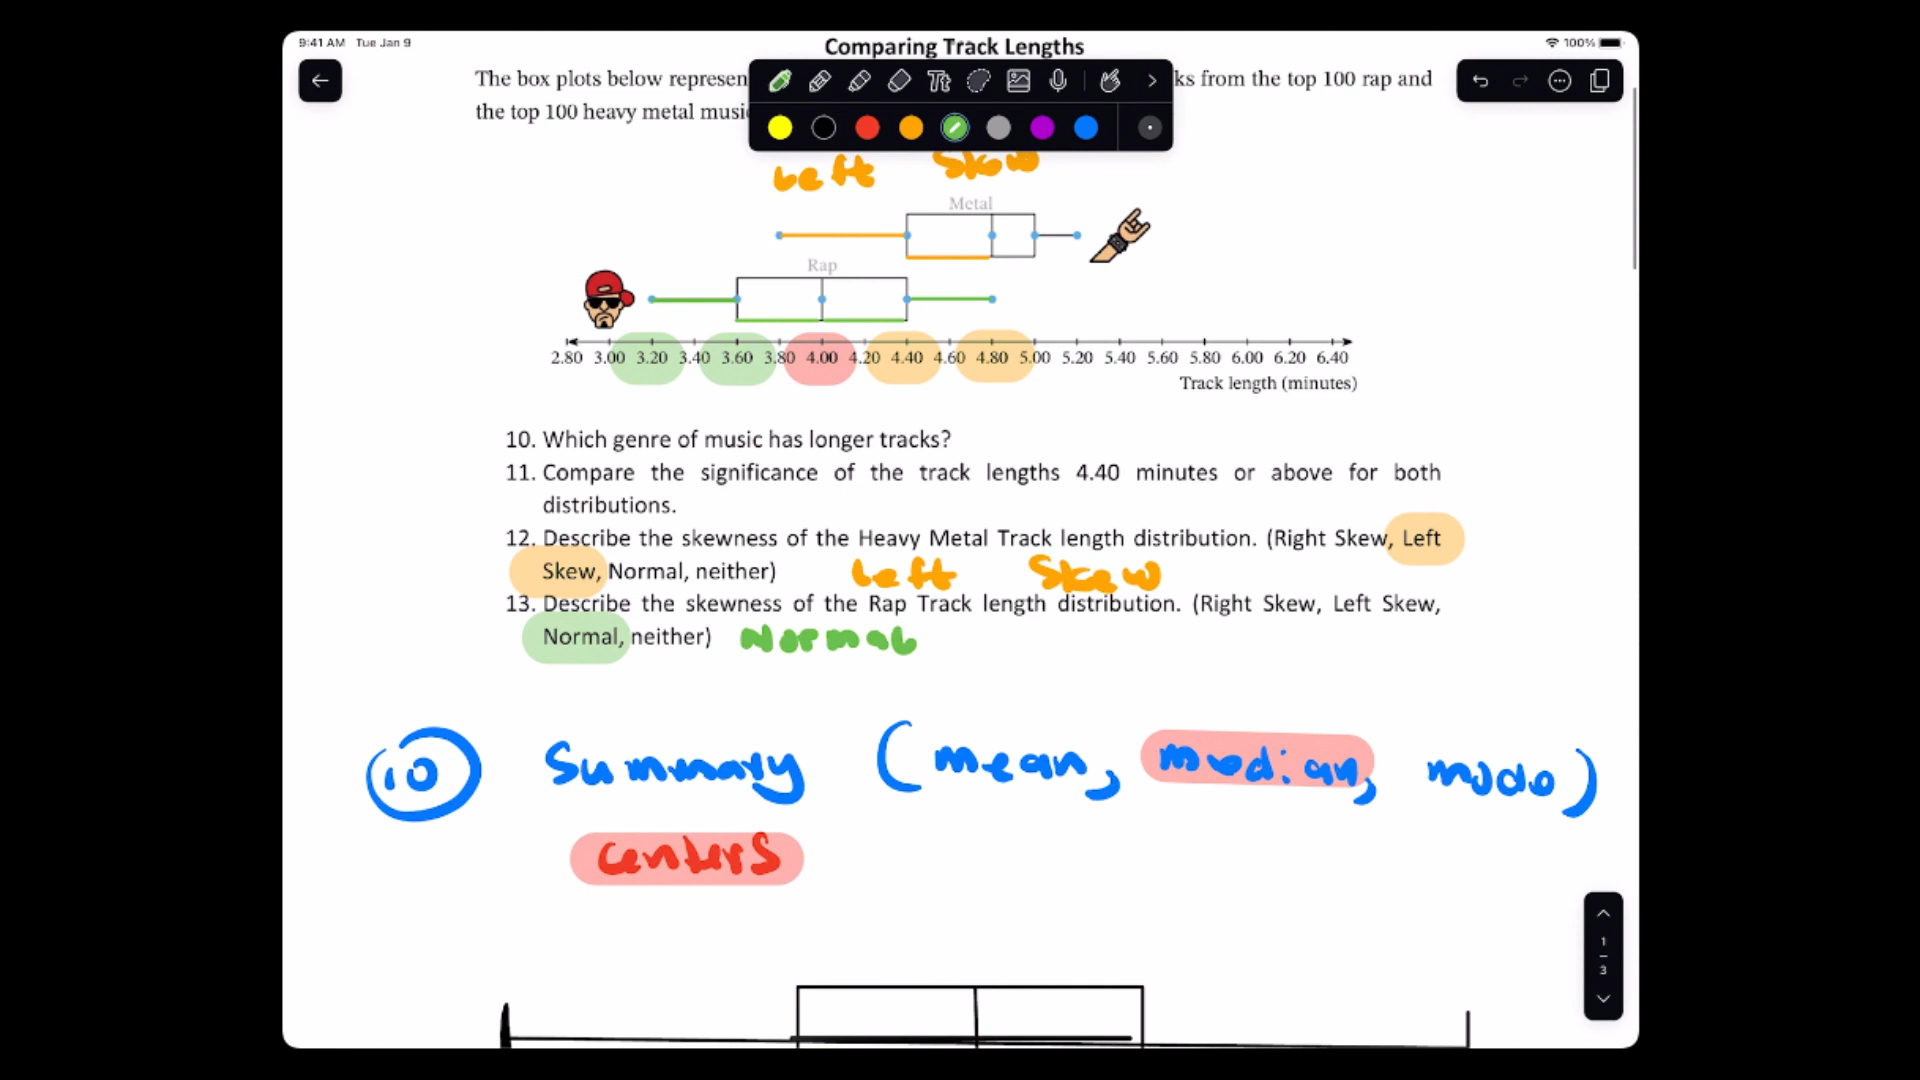 9:41 AM Tue Jan 9
100%
Comparing Track Lengths
The box plots below represen ks from the top 100 rap and
the top 100 heavy metal musi
Tt
Left Skew
Metal
Rap
2.80 3.00 3.20 3.40 3.60 3.80 4.00 4.20 4.40 4.60 4.80 5.00 5.20 5.40 5.60 5.80 6.00 6.20 6.40
Track length (minutes)
10. Which genre of music has longer tracks?
11. Compare the significance of the track lengths 4.40 minutes or above for both
distributions.
12. Describe the skewness of the Heavy Metal Track length distribution. (Right Skew, Left
Skew, Normal, neither) Left Skew
13. Describe the skewness of the Rap Track length distribution. (Right Skew, Left Skew,
Normal, neither) Normal
10 Summary (mean, median, mode)
centers
1
3